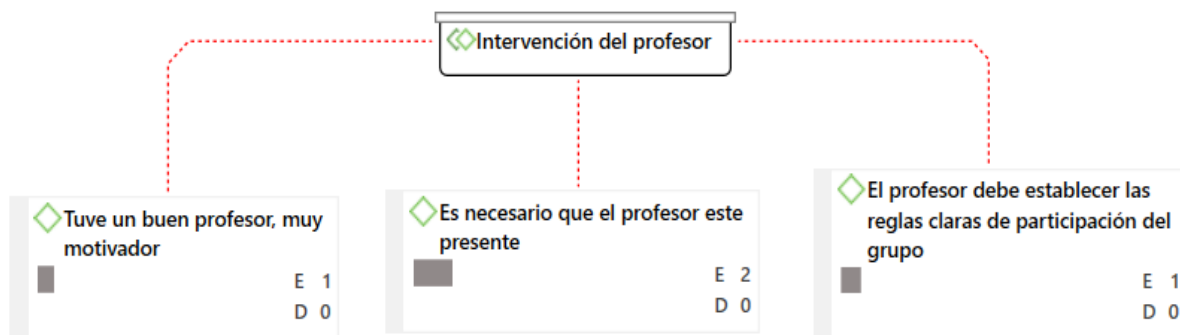 Intervención del profesor
Tuve un buen profesor, muy
motivador
E 1
D 0
Es necesario que el profesor este
presente
E 2
D 0
El profesor debe establecer las
reglas claras de participación del
grupo
E 1
D 0